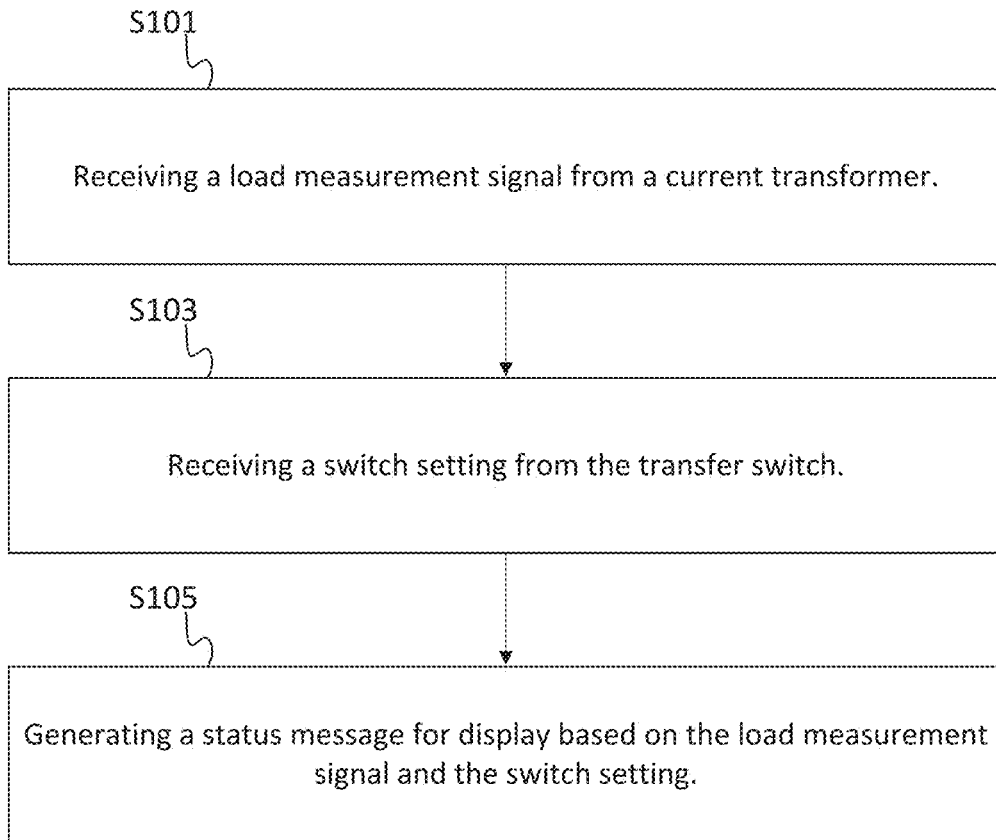 S101
Receiving a load measurement signal from a current transformer.
S103
Receiving a switch setting from the transfer switch.
S105
Generating a status message for display based on the load measurement
signal and the switch setting.